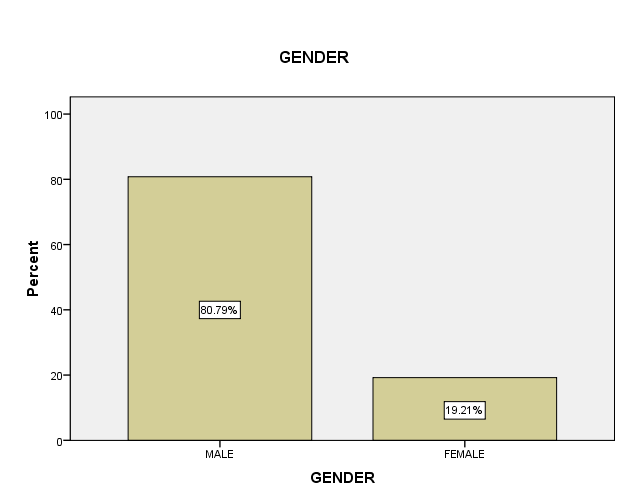 GENDER
100
80
60
40
20
0
Percent
80.79%
19.21%
MALE
FEMALE
GENDER